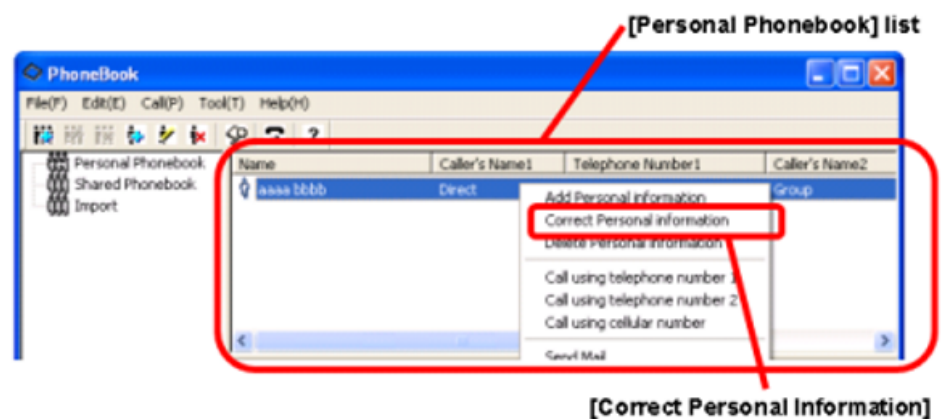 [Personal Phonebook] list
PhoneBook
File(F) Edit(E) Call(P) Tool(T) Help(H)
Personal Phonebook
Shared Phonebook
Import
Name Caller's Name1 Telephone Number1 Caller's Name2
aaaa bbbb Direct Group
Add Personal information
Correct Personal information
Delete Personal information
Call using telephone number 1
Call using telephone number 2
Call using cellular number
Send Mail
[Correct Personal Information]